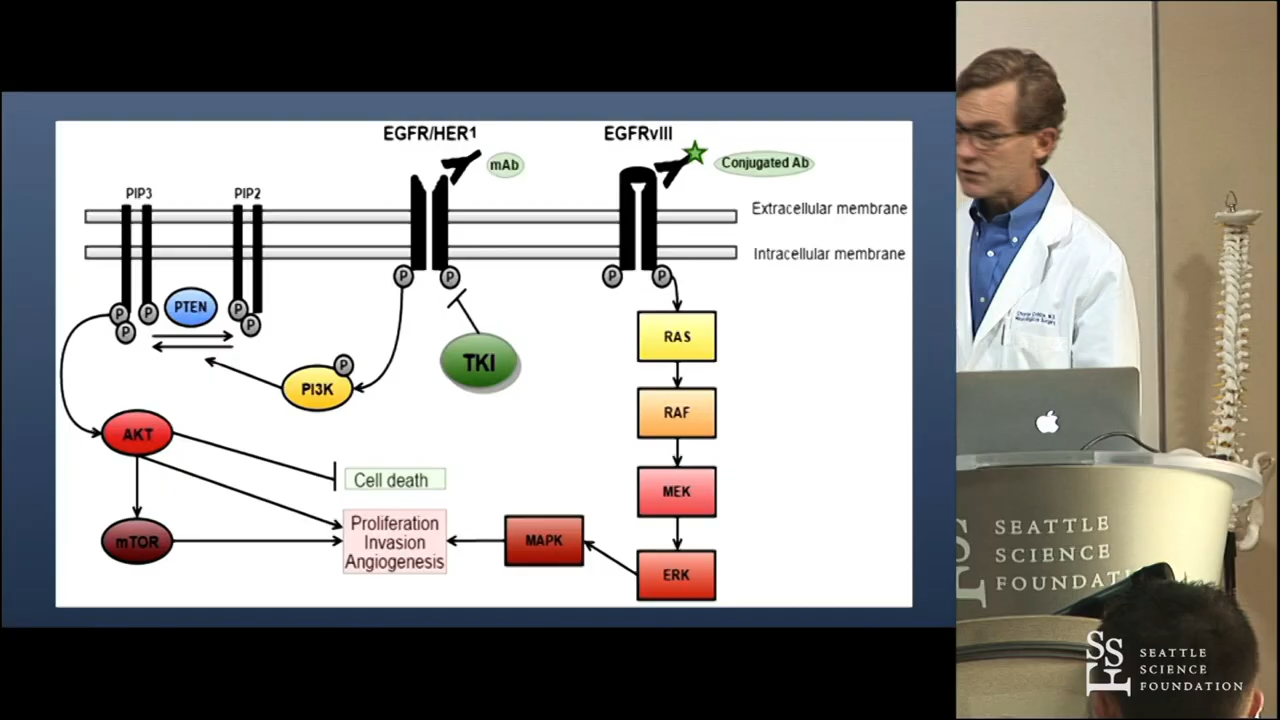 EGFR/HER1
EGFRvIII
mAb
Conjugated Ab
PIP3
PIP2
Extracellular membrane
Intracellular membrane
P
P
P
P
P
P
P
P
P
PTEN
RAS
TKI
P
PI3K
RAF
AKT
Cell death
MEK
Proliferation
Invasion
Angiogenesis
mTOR
MAPK
ERK
SEATTLE
SCIENCE
SEATTLE
SCIENCE
FOUNDATION